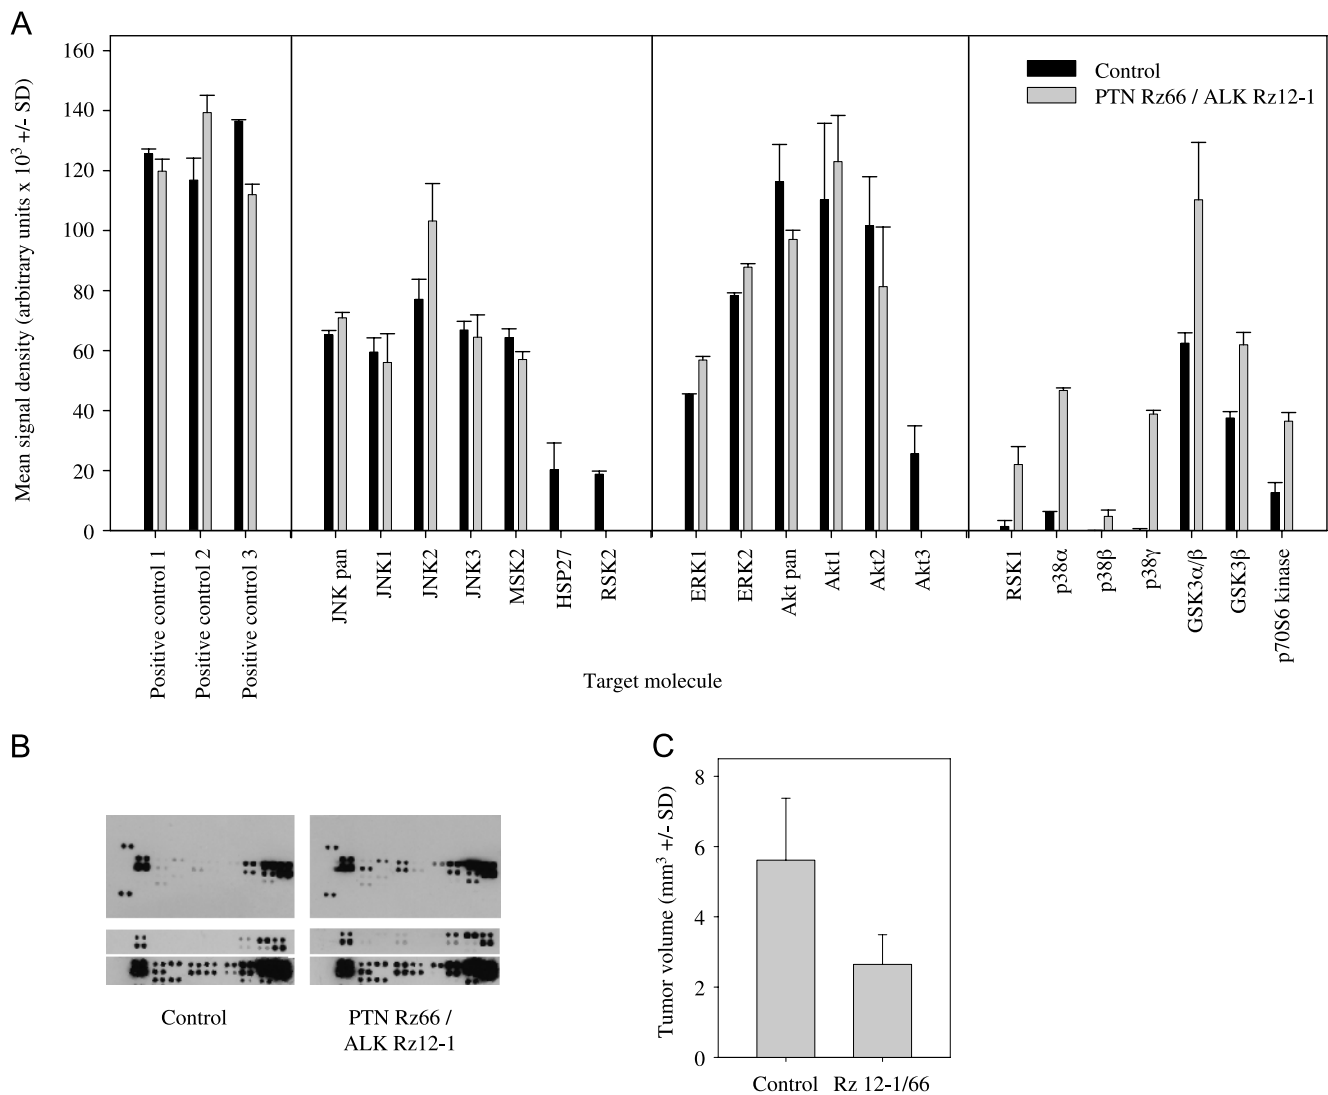 A
Mean signal density (arbitrary units x 10³ +/- SD)
160
140
120
100
80
60
40
20
0
Control
PTN Rz66 / ALK Rz12-1
Positive control 1
Positive control 2
Positive control 3
JNK pan
JNK1
JNK2
JNK3
MSK2
HSP27
RSK2
ERK1
ERK2
Akt pan
Akt1
Akt2
Akt3
RSK1
p38α
p38β
p38γ
GSK3α/β
GSK3β
p70S6 kinase
Target molecule
B
Control
PTN Rz66 /
ALK Rz12-1
C
Tumor volume (mm³ +/- SD)
8
6
4
2
0
Control
Rz 12-1/66